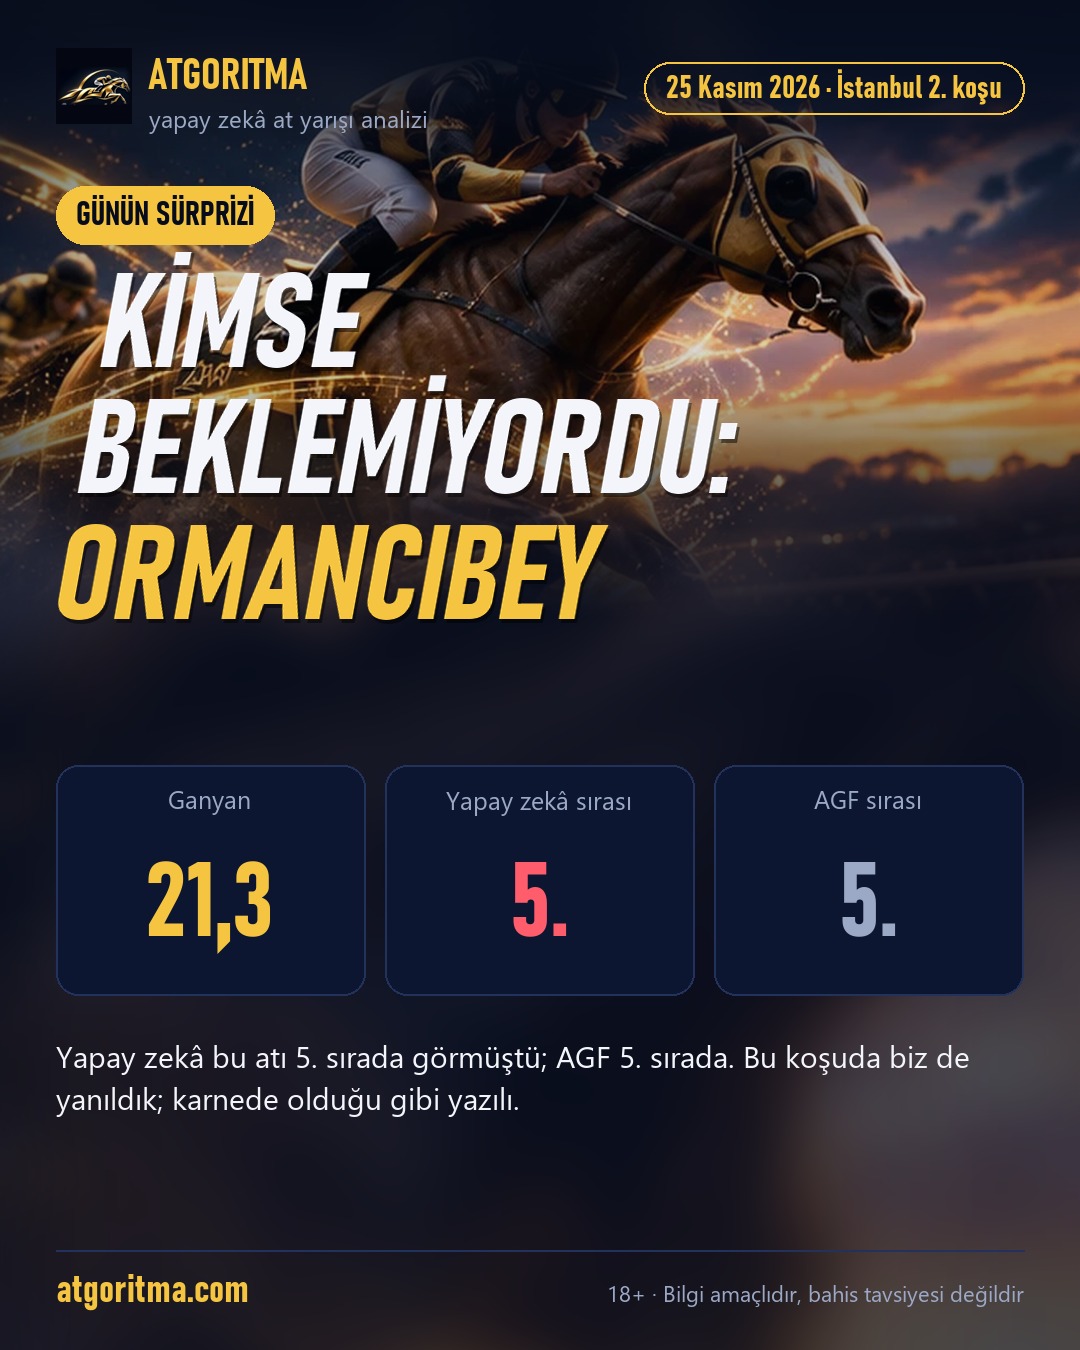 ATGORITMA
yapay zekâ at yarışı analizi
25 Kasım 2026 · İstanbul 2. koşu
GÜNÜN SÜRPRİZİ
KİMSE
BEKLEMİYORDU:
ORMANCIBEY
Ganyan
21,3
Yapay zekâ sırası
5.
AGF sırası
5.
Yapay zekâ bu atı 5. sırada görmüştü; AGF 5. sırada. Bu koşuda biz de
yanıldık; karnede olduğu gibi yazılı.
atgoritma.com
18+ · Bilgi amaçlıdır, bahis tavsiyesi değildir